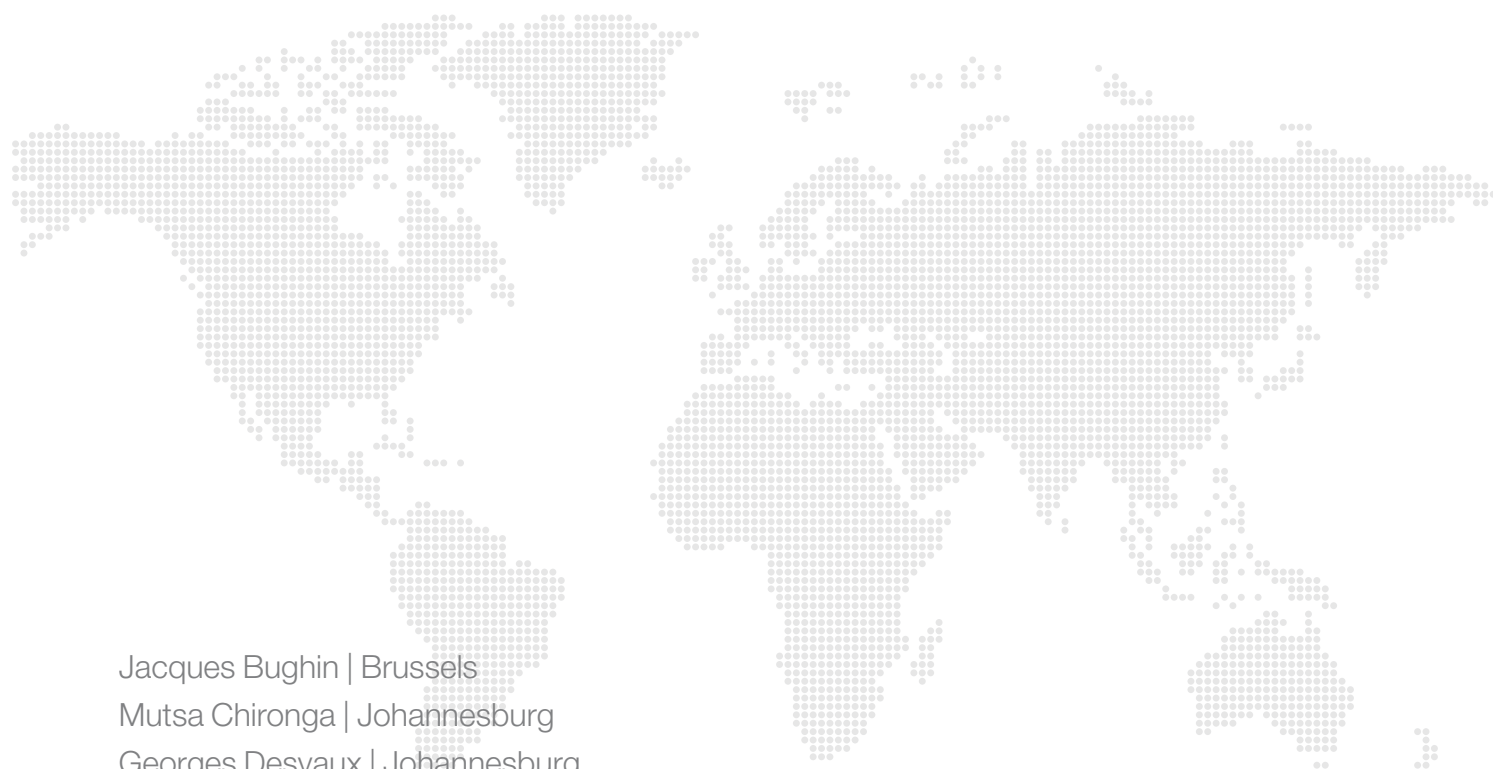 Jacques Bughin | Brussels
Mutsa Chironga | Johannesburg
Georges Desvaux | Johannesburg